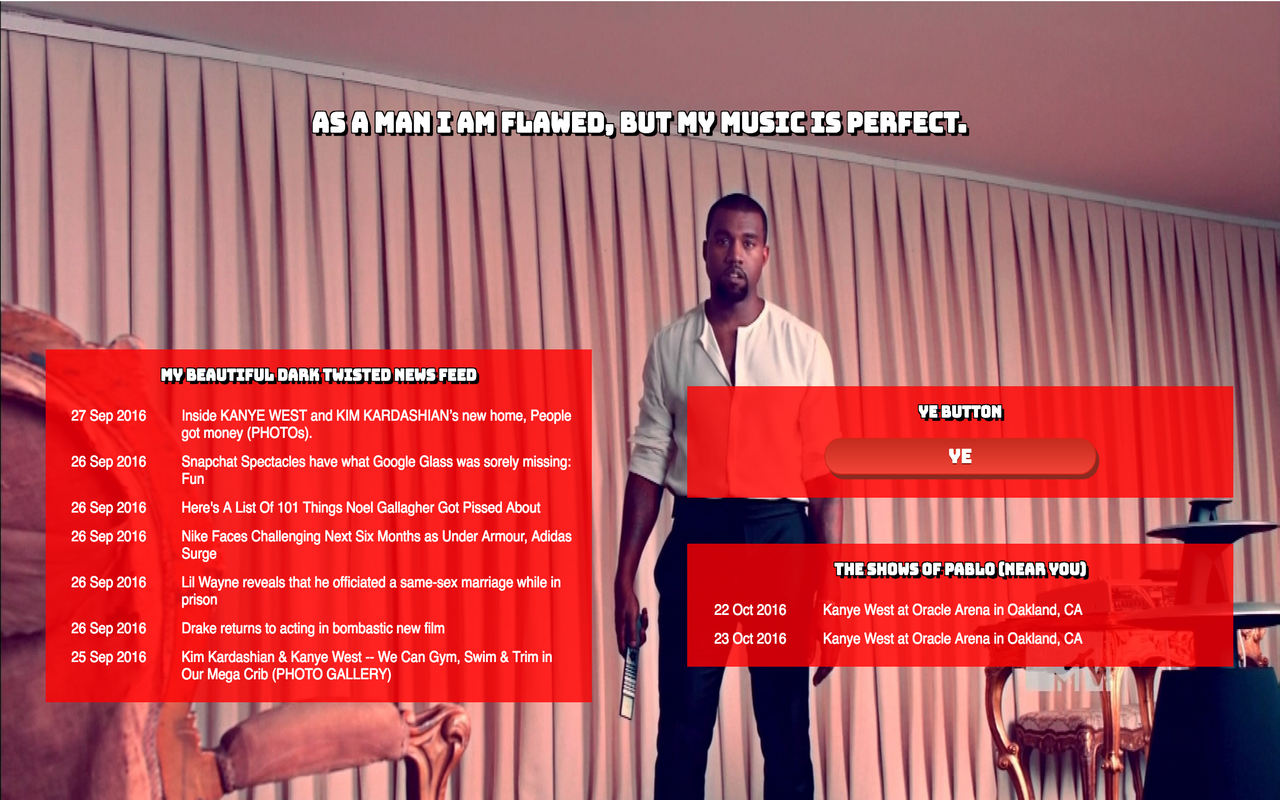 AS A MAN I AM FLAWED, BUT MY MUSIC IS PERFECT.
MY BEAUTIFUL DARK TWISTED NEWS FEED
27 Sep 2016 Inside KANYE WEST and KIM KARDASHIAN's new home, People
got money (PHOTOs).
26 Sep 2016 Snapchat Spectacles have what Google Glass was sorely missing:
Fun
26 Sep 2016 Here's A List Of 101 Things Noel Gallagher Got Pissed About
26 Sep 2016 Nike Faces Challenging Next Six Months as Under Armour, Adidas
Surge
26 Sep 2016 Lil Wayne reveals that he officiated a same-sex marriage while in
prison
26 Sep 2016 Drake returns to acting in bombastic new film
25 Sep 2016 Kim Kardashian & Kanye West -- We Can Gym, Swim & Trim in
Our Mega Crib (PHOTO GALLERY)
YE BUTTON
YE
THE SHOWS OF PABLO (NEAR YOU)
22 Oct 2016 Kanye West at Oracle Arena in Oakland, CA
23 Oct 2016 Kanye West at Oracle Arena in Oakland, CA